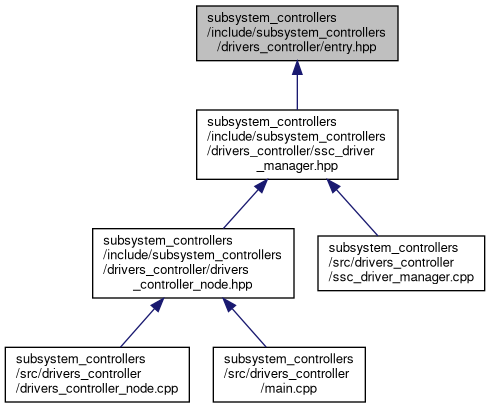 subsystem_controllers
/include/subsystem_controllers
/drivers_controller/entry.hpp
subsystem_controllers
/include/subsystem_controllers
/drivers_controller/ssc_driver
_manager.hpp
subsystem_controllers
/include/subsystem_controllers
/drivers_controller/drivers
_controller_node.hpp
subsystem_controllers
/src/drivers_controller
/ssc_driver_manager.cpp
subsystem_controllers
/src/drivers_controller
/drivers_controller_node.cpp
subsystem_controllers
/src/drivers_controller
/main.cpp